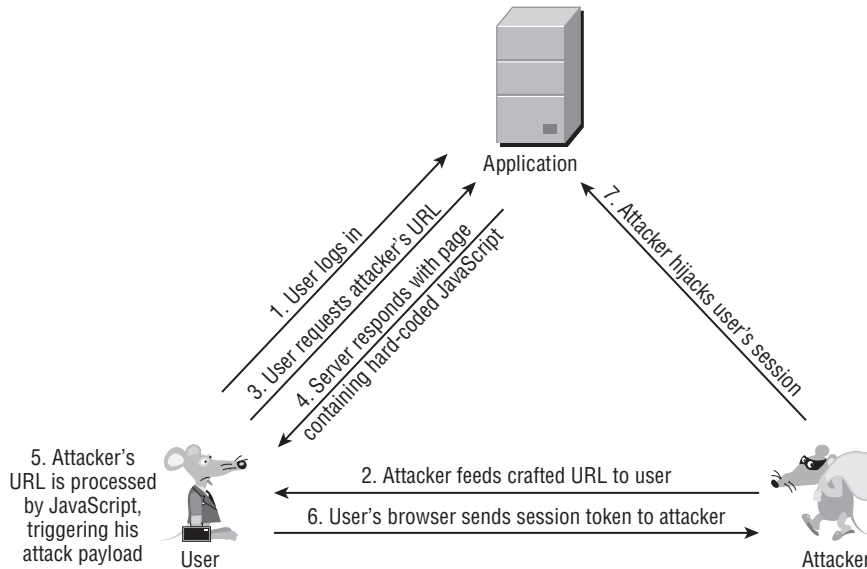 Application
1. User logs in
3. User requests attacker's URL
4. Server responds with page
containing hard-coded JavaScript
7. Attacker hijacks user's session
5. Attacker's
URL is processed
by JavaScript,
triggering his
attack payload
2. Attacker feeds crafted URL to user
6. User's browser sends session token to attacker
User
Attacker